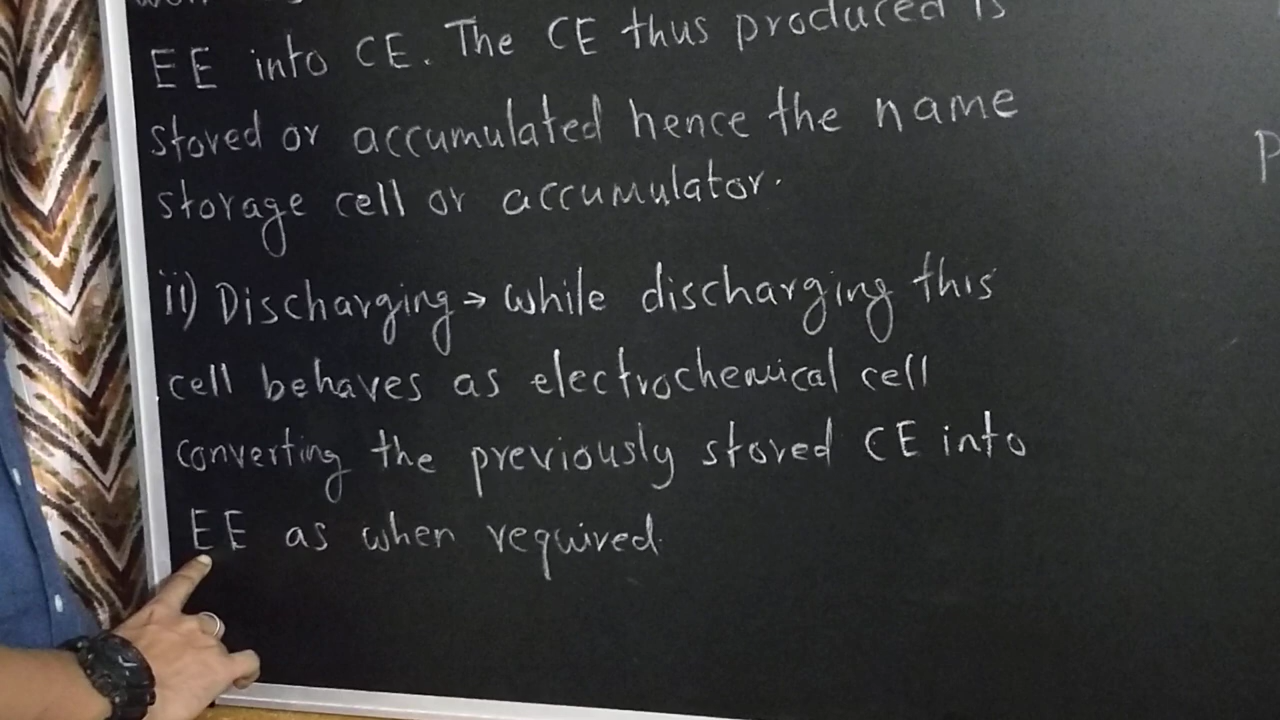 EE into CE. The CE thus produced is
stored or accumulated hence the name
storage cell or accumulator.
ii) Discharging → while discharging this
cell behaves as electrochemical cell
converting the previously stored CE into
EE as when required.
P